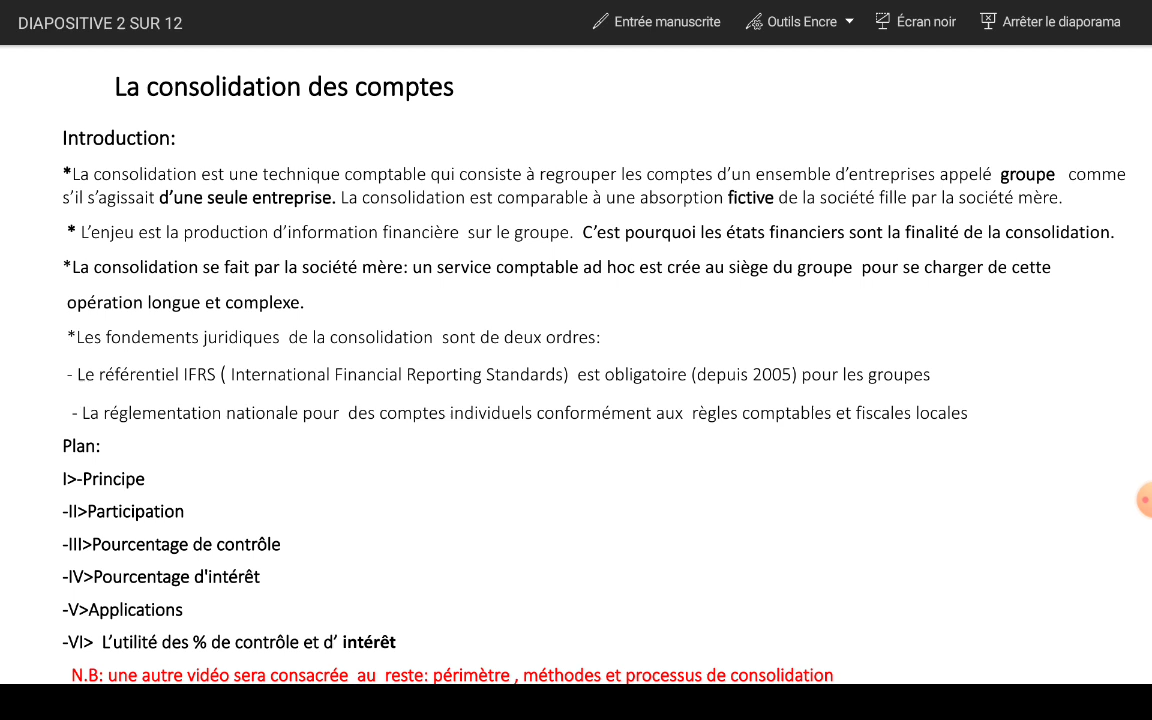 DIAPOSITIVE 2 SUR 12 Entrée manuscrite Outils Encre Écran noir Arrêter le diaporama
La consolidation des comptes
Introduction:
*La consolidation est une technique comptable qui consiste à regrouper les comptes d’un ensemble d’entreprises appelé groupe comme
s’il s’agissait d’une seule entreprise. La consolidation est comparable à une absorption fictive de la société fille par la société mère.
* L’enjeu est la production d’information financière sur le groupe. C’est pourquoi les états financiers sont la finalité de la consolidation.
*La consolidation se fait par la société mère: un service comptable ad hoc est crée au siège du groupe pour se charger de cette
opération longue et complexe.
*Les fondements juridiques de la consolidation sont de deux ordres:
- Le référentiel IFRS ( International Financial Reporting Standards) est obligatoire (depuis 2005) pour les groupes
- La réglementation nationale pour des comptes individuels conformément aux règles comptables et fiscales locales
Plan:
I>-Principe
-II>Participation
-III>Pourcentage de contrôle
-IV>Pourcentage d'intérêt
-V>Applications
-VI> L’utilité des % de contrôle et d’ intérêt
N.B: une autre vidéo sera consacrée au reste: périmètre , méthodes et processus de consolidation